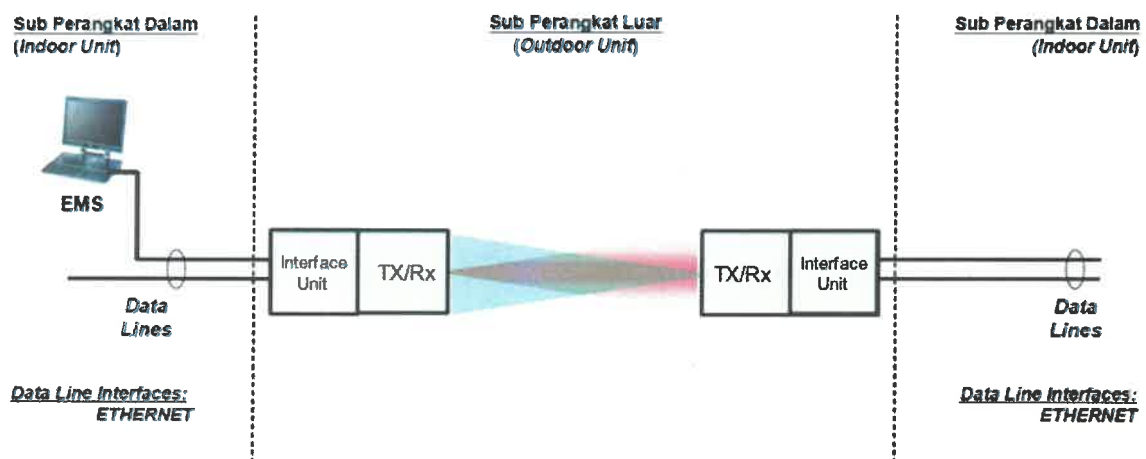 Sub Perangkat Dalam
(Indoor Unit)
Sub Perangkat Luar
(Outdoor Unit)
Sub Perangkat Dalam
(Indoor Unit)
EMS
Interface
Unit
TX/Rx
TX/Rx
Interface
Unit
Data
Lines
Data
Lines
Data Line Interfaces:
ETHERNET
Data Line Interfaces:
ETHERNET